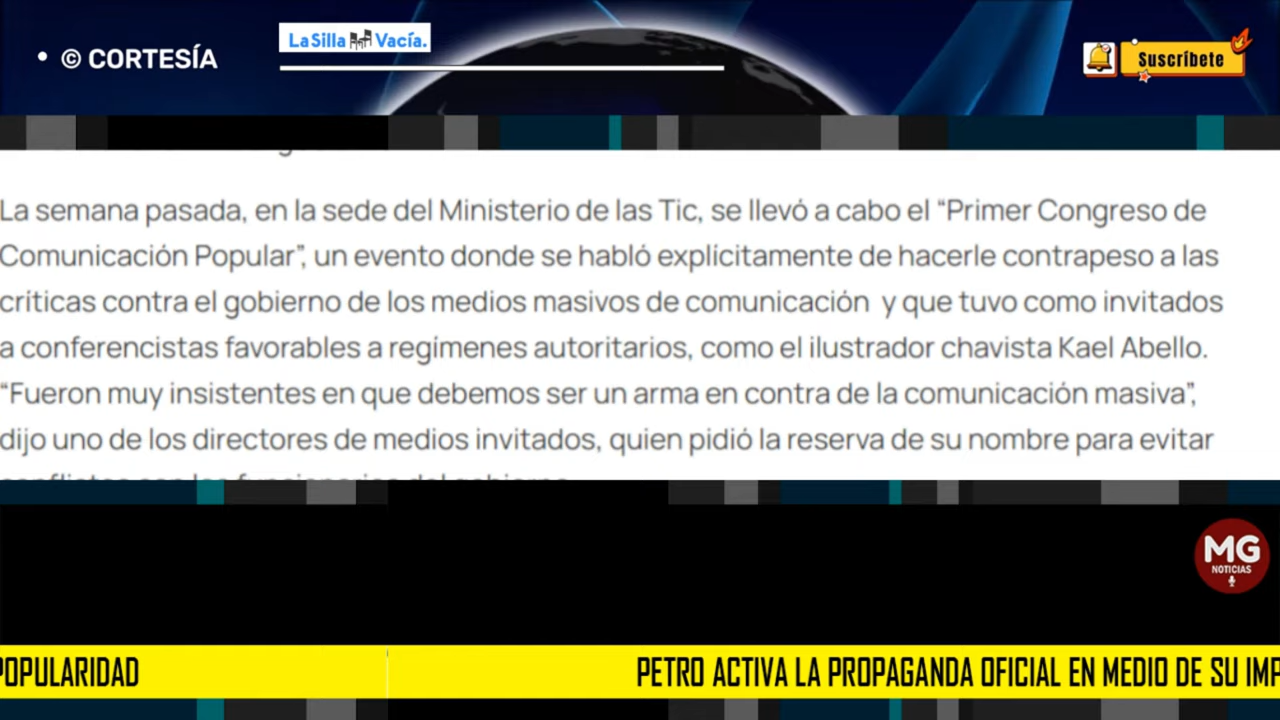 • © CORTESÍA
LaSilla Vacía.
Suscríbete
La semana pasada, en la sede del Ministerio de las Tic, se llevó a cabo el “Primer Congreso de
Comunicación Popular”, un evento donde se habló explícitamente de hacerle contrapeso a las
críticas contra el gobierno de los medios masivos de comunicación y que tuvo como invitados
a conferencistas favorables a regímenes autoritarios, como el ilustrador chavista Kael Abello.
“Fueron muy insistentes en que debemos ser un arma en contra de la comunicación masiva”,
dijo uno de los directores de medios invitados, quien pidió la reserva de su nombre para evitar
MG
NOTICIAS
POPULARIDAD
PETRO ACTIVA LA PROPAGANDA OFICIAL EN MEDIO DE SU IMP